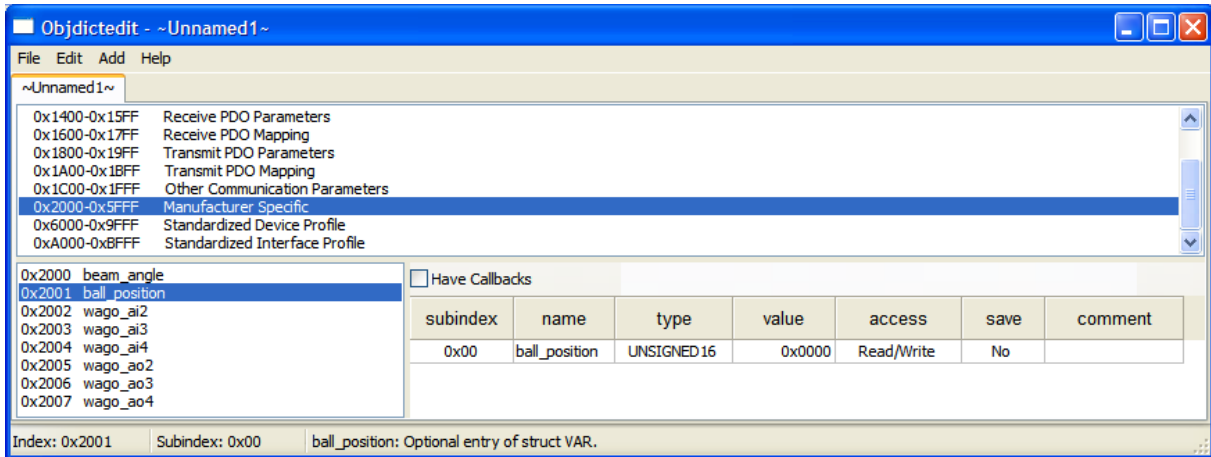 Objdictedit - ~Unnamed1~
File Edit Add Help
~Unnamed1~
0x1400-0x15FF Receive PDO Parameters
0x1600-0x17FF Receive PDO Mapping
0x1800-0x19FF Transmit PDO Parameters
0x1A00-0x1BFF Transmit PDO Mapping
0x1C00-0x1FFF Other Communication Parameters
0x2000-0x5FFF Manufacturer Specific
0x6000-0x9FFF Standardized Device Profile
0xA000-0xBFFF Standardized Interface Profile
0x2000 beam_angle
0x2001 ball_position
0x2002 wago_ai2
0x2003 wago_ai3
0x2004 wago_ai4
0x2005 wago_ao2
0x2006 wago_ao3
0x2007 wago_ao4
Have Callbacks
subindex name type value access save comment
0x00 ball_position UNSIGNED16 0x0000 Read/Write No
Index: 0x2001 Subindex: 0x00 ball_position: Optional entry of struct VAR.